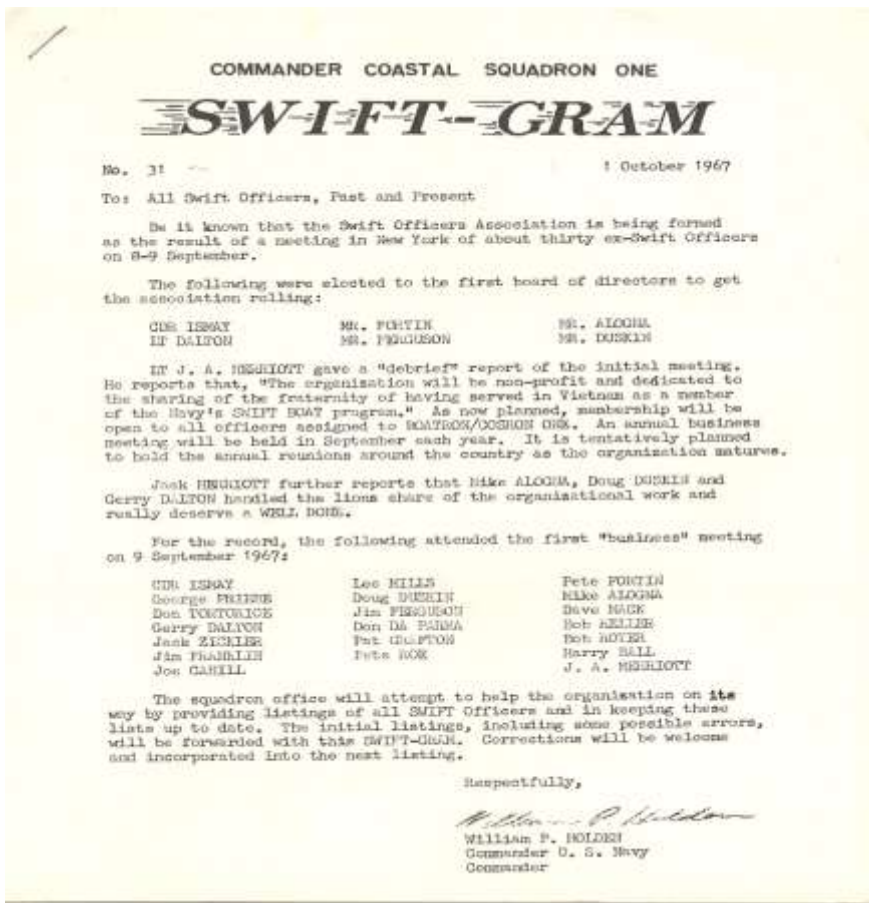 COMMANDER COASTAL SQUADRON ONE
SWIFT-GRAM
No. 31
1 October 1967
To: All Swift Officers, Past and Present
Be it known that the Swift Officers Association is being formed
as the result of a meeting in New York of about thirty ex-Swift Officers
on 8-9 September.
The following were elected to the first board of directors to get
the association rolling:
CDR ISMAY MR. FORTIN MR. ALOGNA
LT DALTON MR. FERGUSON MR. DUSKIN
LT J. A. MERRIOTT gave a "debrief" report of the initial meeting.
He reports that, "The organization will be non-profit and dedicated to
the sharing of the fraternity of having served in Vietnam as a member
of the Navy's SWIFT BOAT program." As now planned, membership will be
open to all officers assigned to BOATRON/COSRON ONE. An annual business
meeting will be held in September each year. It is tentatively planned
to hold the annual reunions around the country as the organization matures.
Jack MERRIOTT further reports that Mike ALOGNA, Doug DUSKIN and
Gerry DALTON handled the lions share of the organizational work and
really deserve a WELL DONE.
For the record, the following attended the first "business" meeting
on 9 September 1967:
CDR ISMAY Lee MILLS Pete FORTIN
George Doug DUSKIN Mike ALOGNA
Don TORTORICE Jim FERGUSON Dave
Gerry DALTON Don Bob
Jack Pat Bob
Jim FRANKLIN Pete Harry
Joe CAHILL J. A. MERRIOTT
The squadron office will attempt to help the organization on its
way by providing listings of all SWIFT Officers and in keeping these
lists up to date. The initial listings, including some possible errors,
will be forwarded with this SWIFT-GRAM. Corrections will be welcome
and incorporated into the next listing.
Respectfully,
William P. Holden
William P. HOLDEN
Commander U. S. Navy
Commander